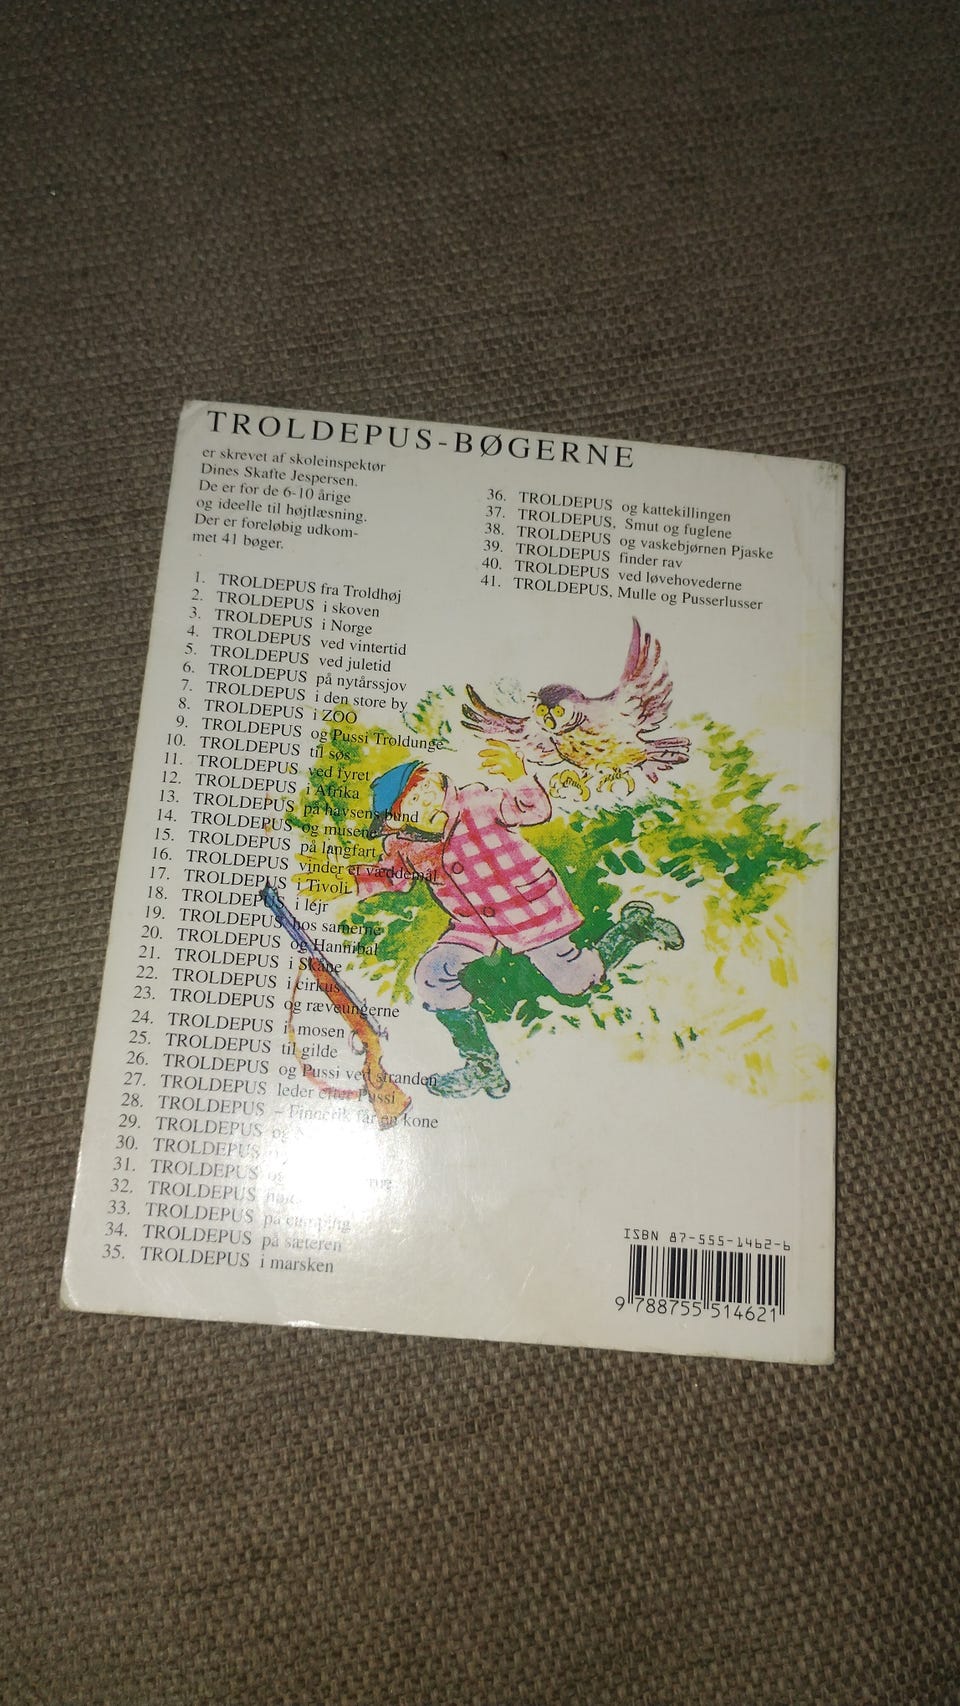 TROLDEPUS-BØGERNE
er skrevet af skoleinspektør
Dines Skafte Jespersen.
De er for de 6-10 årige
og ideelle til højtlæsning.
Der er foreløbig udkom-
met 41 bøger.
1. TROLDEPUS fra Troldhøj
2. TROLDEPUS i skoven
3. TROLDEPUS i Norge
4. TROLDEPUS ved vintertid
5. TROLDEPUS ved juletid
6. TROLDEPUS på nytårssjov
7. TROLDEPUS i den store by
8. TROLDEPUS i ZOO
9. TROLDEPUS og Pussi Troldunge
10. TROLDEPUS til søs
11. TROLDEPUS ved fyret
12. TROLDEPUS i Afrika
13. TROLDEPUS på havsens bund
14. TROLDEPUS og musene
15. TROLDEPUS på langfart
16. TROLDEPUS vinder et væddemål
17. TROLDEPUS i Tivoli
18. TROLDEPUS i lejr
19. TROLDEPUS hos samerne
20. TROLDEPUS og Hannibal
21. TROLDEPUS i Skåne
22. TROLDEPUS i cirkus
23. TROLDEPUS og ræveungerne
24. TROLDEPUS i mosen
25. TROLDEPUS til gilde
26. TROLDEPUS og Pussi ved stranden
27. TROLDEPUS leder efter Pussi
28. TROLDEPUS – Finnerik får en kone
29. TROLDEPUS og
30. TROLDEPUS
31. TROLDEPUS og
32. TROLDEPUS
33. TROLDEPUS på camping
34. TROLDEPUS på sæteren
35. TROLDEPUS i marsken
36. TROLDEPUS og kattekillingen
37. TROLDEPUS, Smut og fuglene
38. TROLDEPUS og vaskebjørnen Pjaske
39. TROLDEPUS finder rav
40. TROLDEPUS ved løvehovederne
41. TROLDEPUS, Mulle og Pusserlusser
ISBN 87-555-1462-6
9 788755 514621